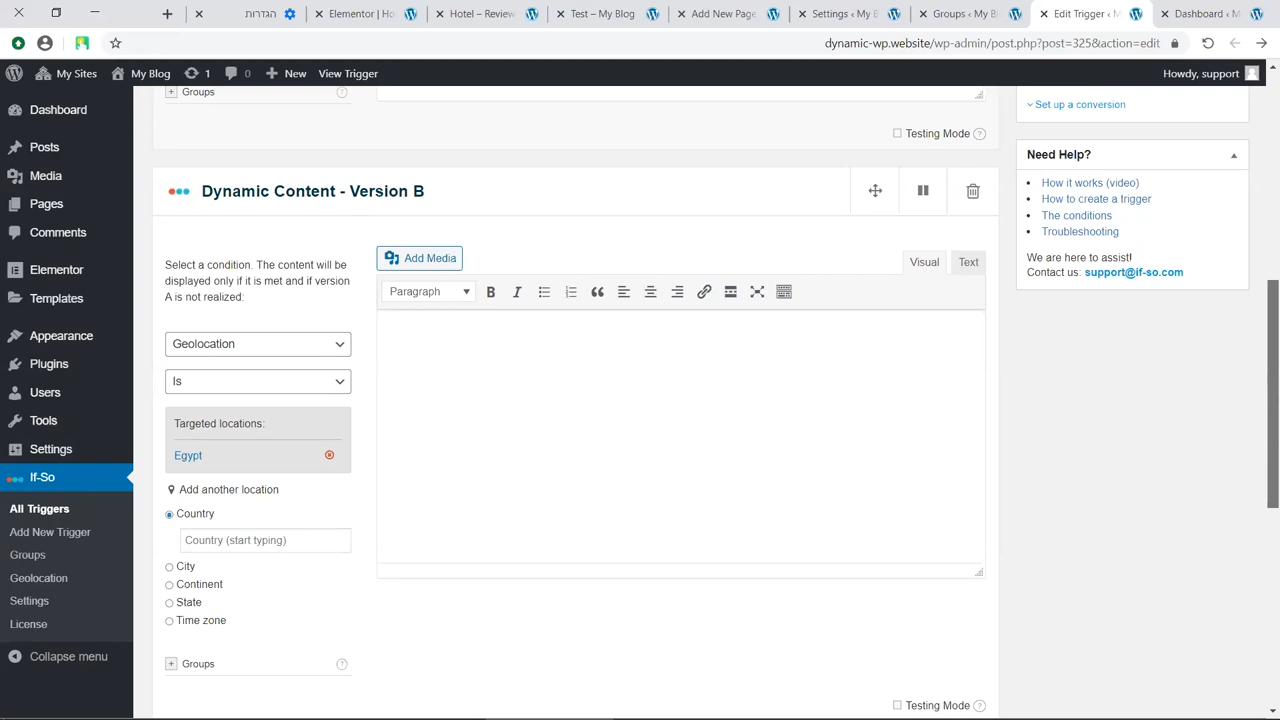 הגדרות
Elementor | Ho
Hotel – Review
Test – My Blog
Add New Page
Settings ‹ My B
Groups ‹ My Bl
Edit Trigger ‹ M
Dashboard ‹ M
dynamic-wp.website/wp-admin/post.php?post=325&action=edit
My Sites My Blog 1 0 New View Trigger Howdy, support
Dashboard
Posts
Media
Pages
Comments
Elementor
Templates
Appearance
Plugins
Users
Tools
Settings
If-So
All Triggers
Add New Trigger
Groups
Geolocation
Settings
License
Collapse menu
Groups
Testing Mode
Dynamic Content - Version B
Select a condition. The content will
be displayed only if it is met and if version
A is not realized:
Geolocation
Is
Targeted locations:
Egypt
Add another location
Country
Country (start typing)
City
Continent
State
Time zone
Groups
Add Media
Visual Text
Paragraph
Testing Mode
Set up a conversion
Need Help?
How it works (video)
How to create a trigger
The conditions
Troubleshooting
We are here to assist!
Contact us: support@if-so.com